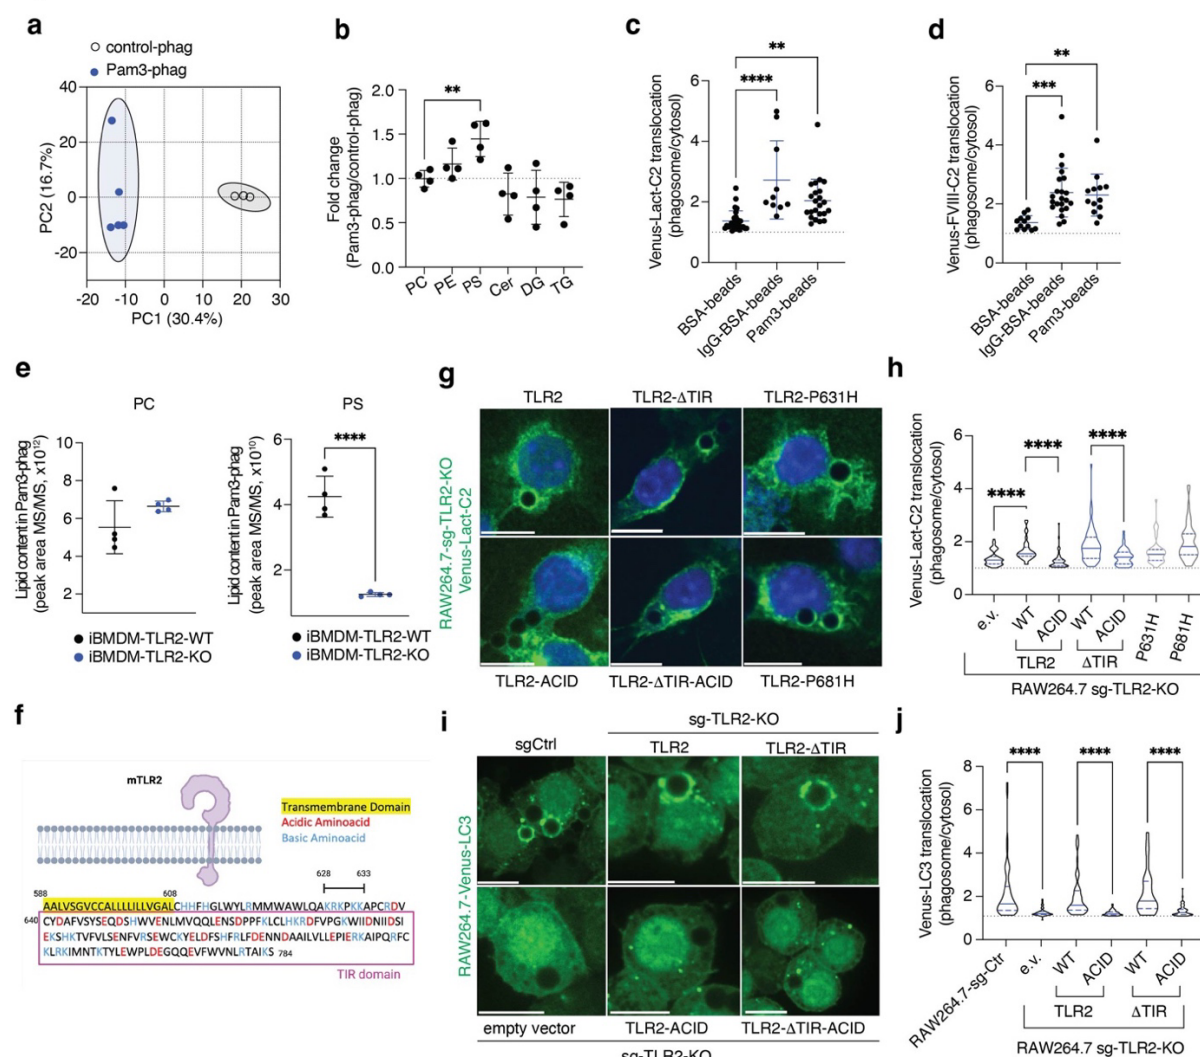 a
control-phag
Pam3-phag
40
20
0
-20
-20 -10 0 10 20 30
PC2 (16.7%)
PC1 (30.4%)
b
**
2.0
1.5
1.0
0.5
0.0
Fold change
(Pam3-phag/control-phag)
PC PE PS Cer DG TG
c
**
****
6
4
2
0
Venus-Lact-C2 translocation
(phagosome/cytosol)
BSA-beads
IgG-BSA-beads
Pam3-beads
d
**
***
6
4
2
0
Venus-FVIII-C2 translocation
(phagosome/cytosol)
BSA-beads
IgG-BSA-beads
Pam3-beads
e
PC
10
8
6
4
2
Lipid content in Pam3-phag
(peak area MS/MS, x10¹²)
iBMDM-TLR2-WT
iBMDM-TLR2-KO
PS
****
6
4
2
0
Lipid content in Pam3-phag
(peak area MS/MS, x10¹⁰)
iBMDM-TLR2-WT
iBMDM-TLR2-KO
f
mTLR2
Transmembrane Domain
Acidic Aminoacid
Basic Aminoacid
588 608 628 633
AALVSGVCCALLLLILLVGALCHHFHGLWYLRMMWAWLQAKRKPKKAPCRDV
640 CYDAFVSYSEQDSHWVENLMVQQLENSDPPFKLCLHKRDFVPGKWIIDNIIDSI
EKSHKTVFVLSENFVRSEWCKYELDFSHFRLFDENNDAAILVLLEPIERKAIPQRFC
KLRKIMNTKTYLEWPLDEGQQEVFWVNLRTAIKS 784
TIR domain
g
RAW264.7-sg-TLR2-KO
Venus-Lact-C2
TLR2 TLR2-ΔTIR TLR2-P631H
TLR2-ACID TLR2-ΔTIR-ACID TLR2-P681H
h
****
****
****
6
4
2
0
Venus-Lact-C2 translocation
(phagosome/cytosol)
e.v. WT ACID WT ACID P631H P681H
TLR2 ΔTIR
RAW264.7 sg-TLR2-KO
i
RAW264.7-Venus-LC3
sg-TLR2-KO
sgCtrl TLR2 TLR2-ΔTIR
empty vector TLR2-ACID TLR2-ΔTIR-ACID
sg-TLR2-KO
j
**** **** ****
8
6
4
2
0
Venus-LC3 translocation
(phagosome/cytosol)
RAW264.7-sg-Ctr
e.v. WT ACID WT ACID
TLR2 ΔTIR
RAW264.7 sg-TLR2-KO